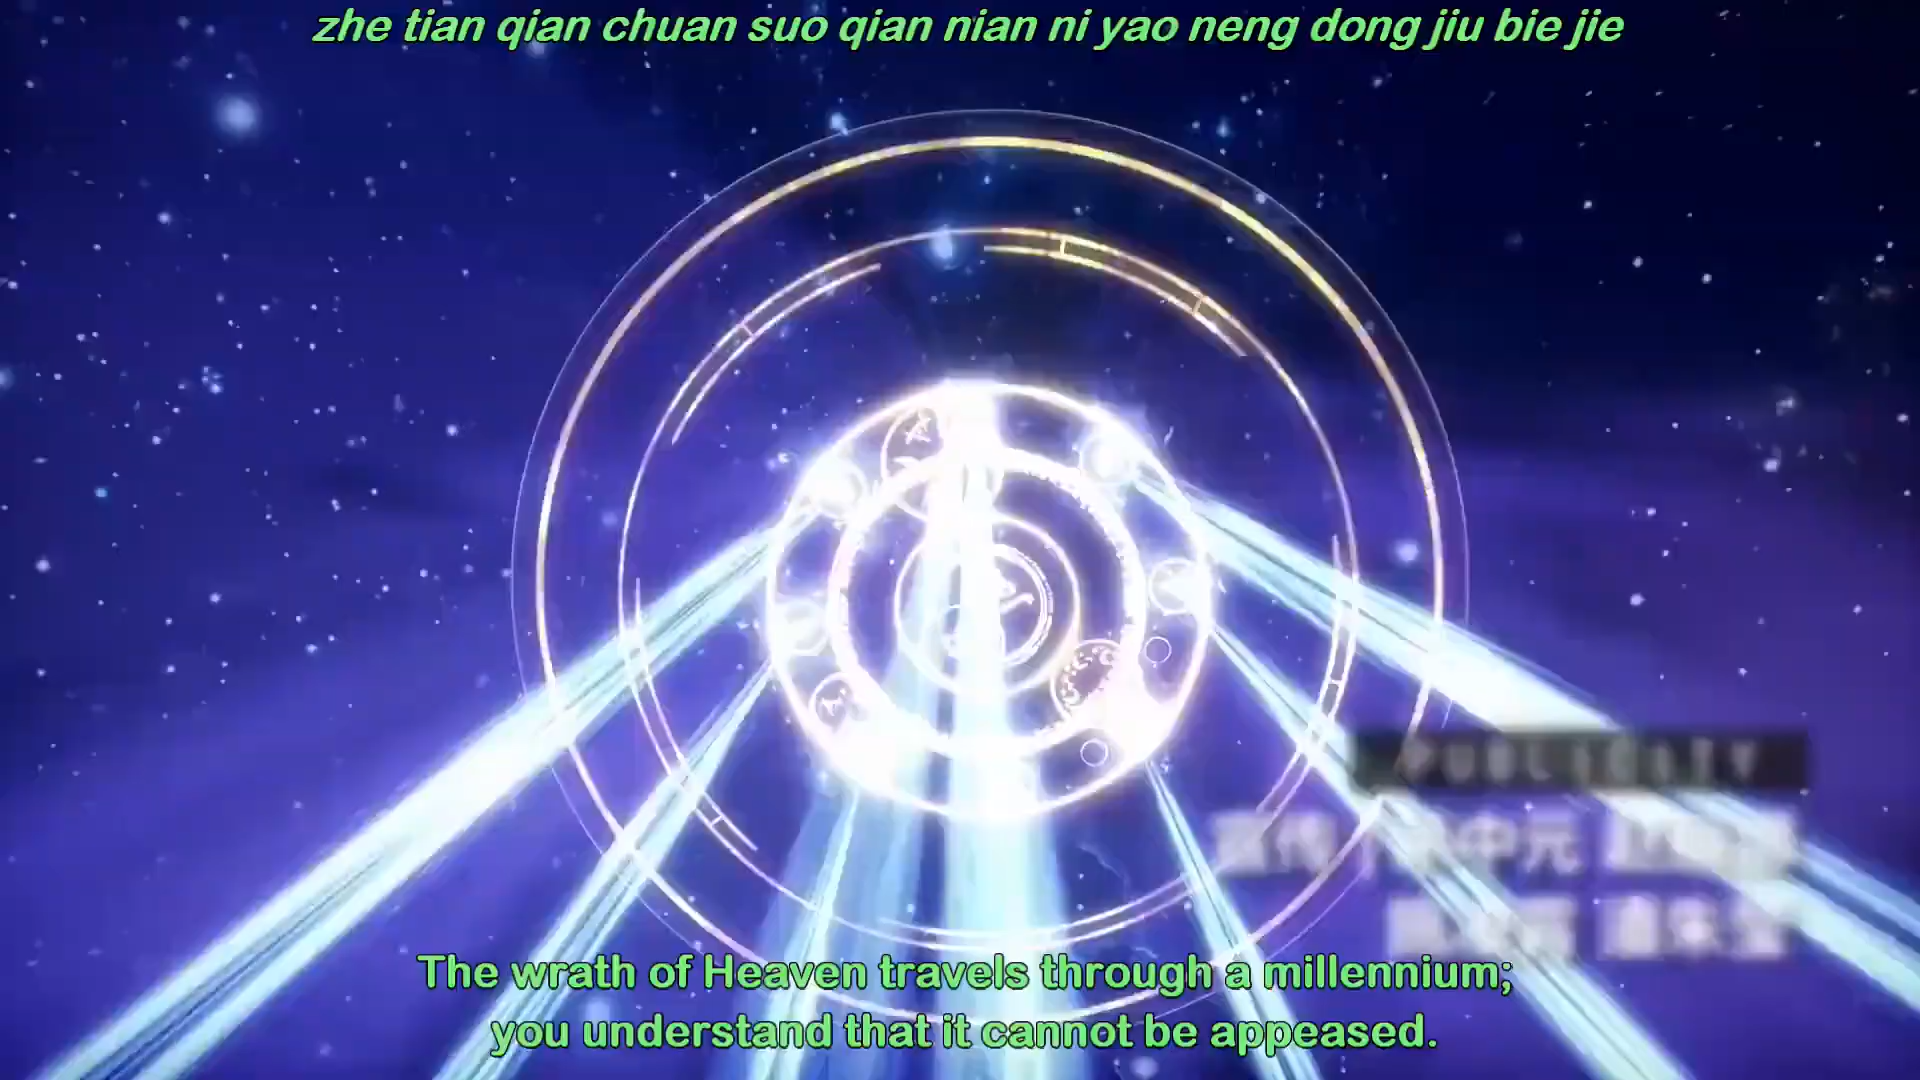 zhe tian qian chuan suo qian nian ni yao neng dong jiu bie jie
PUBLICITY
The wrath of Heaven travels through a millennium;
you understand that it cannot be appeased.